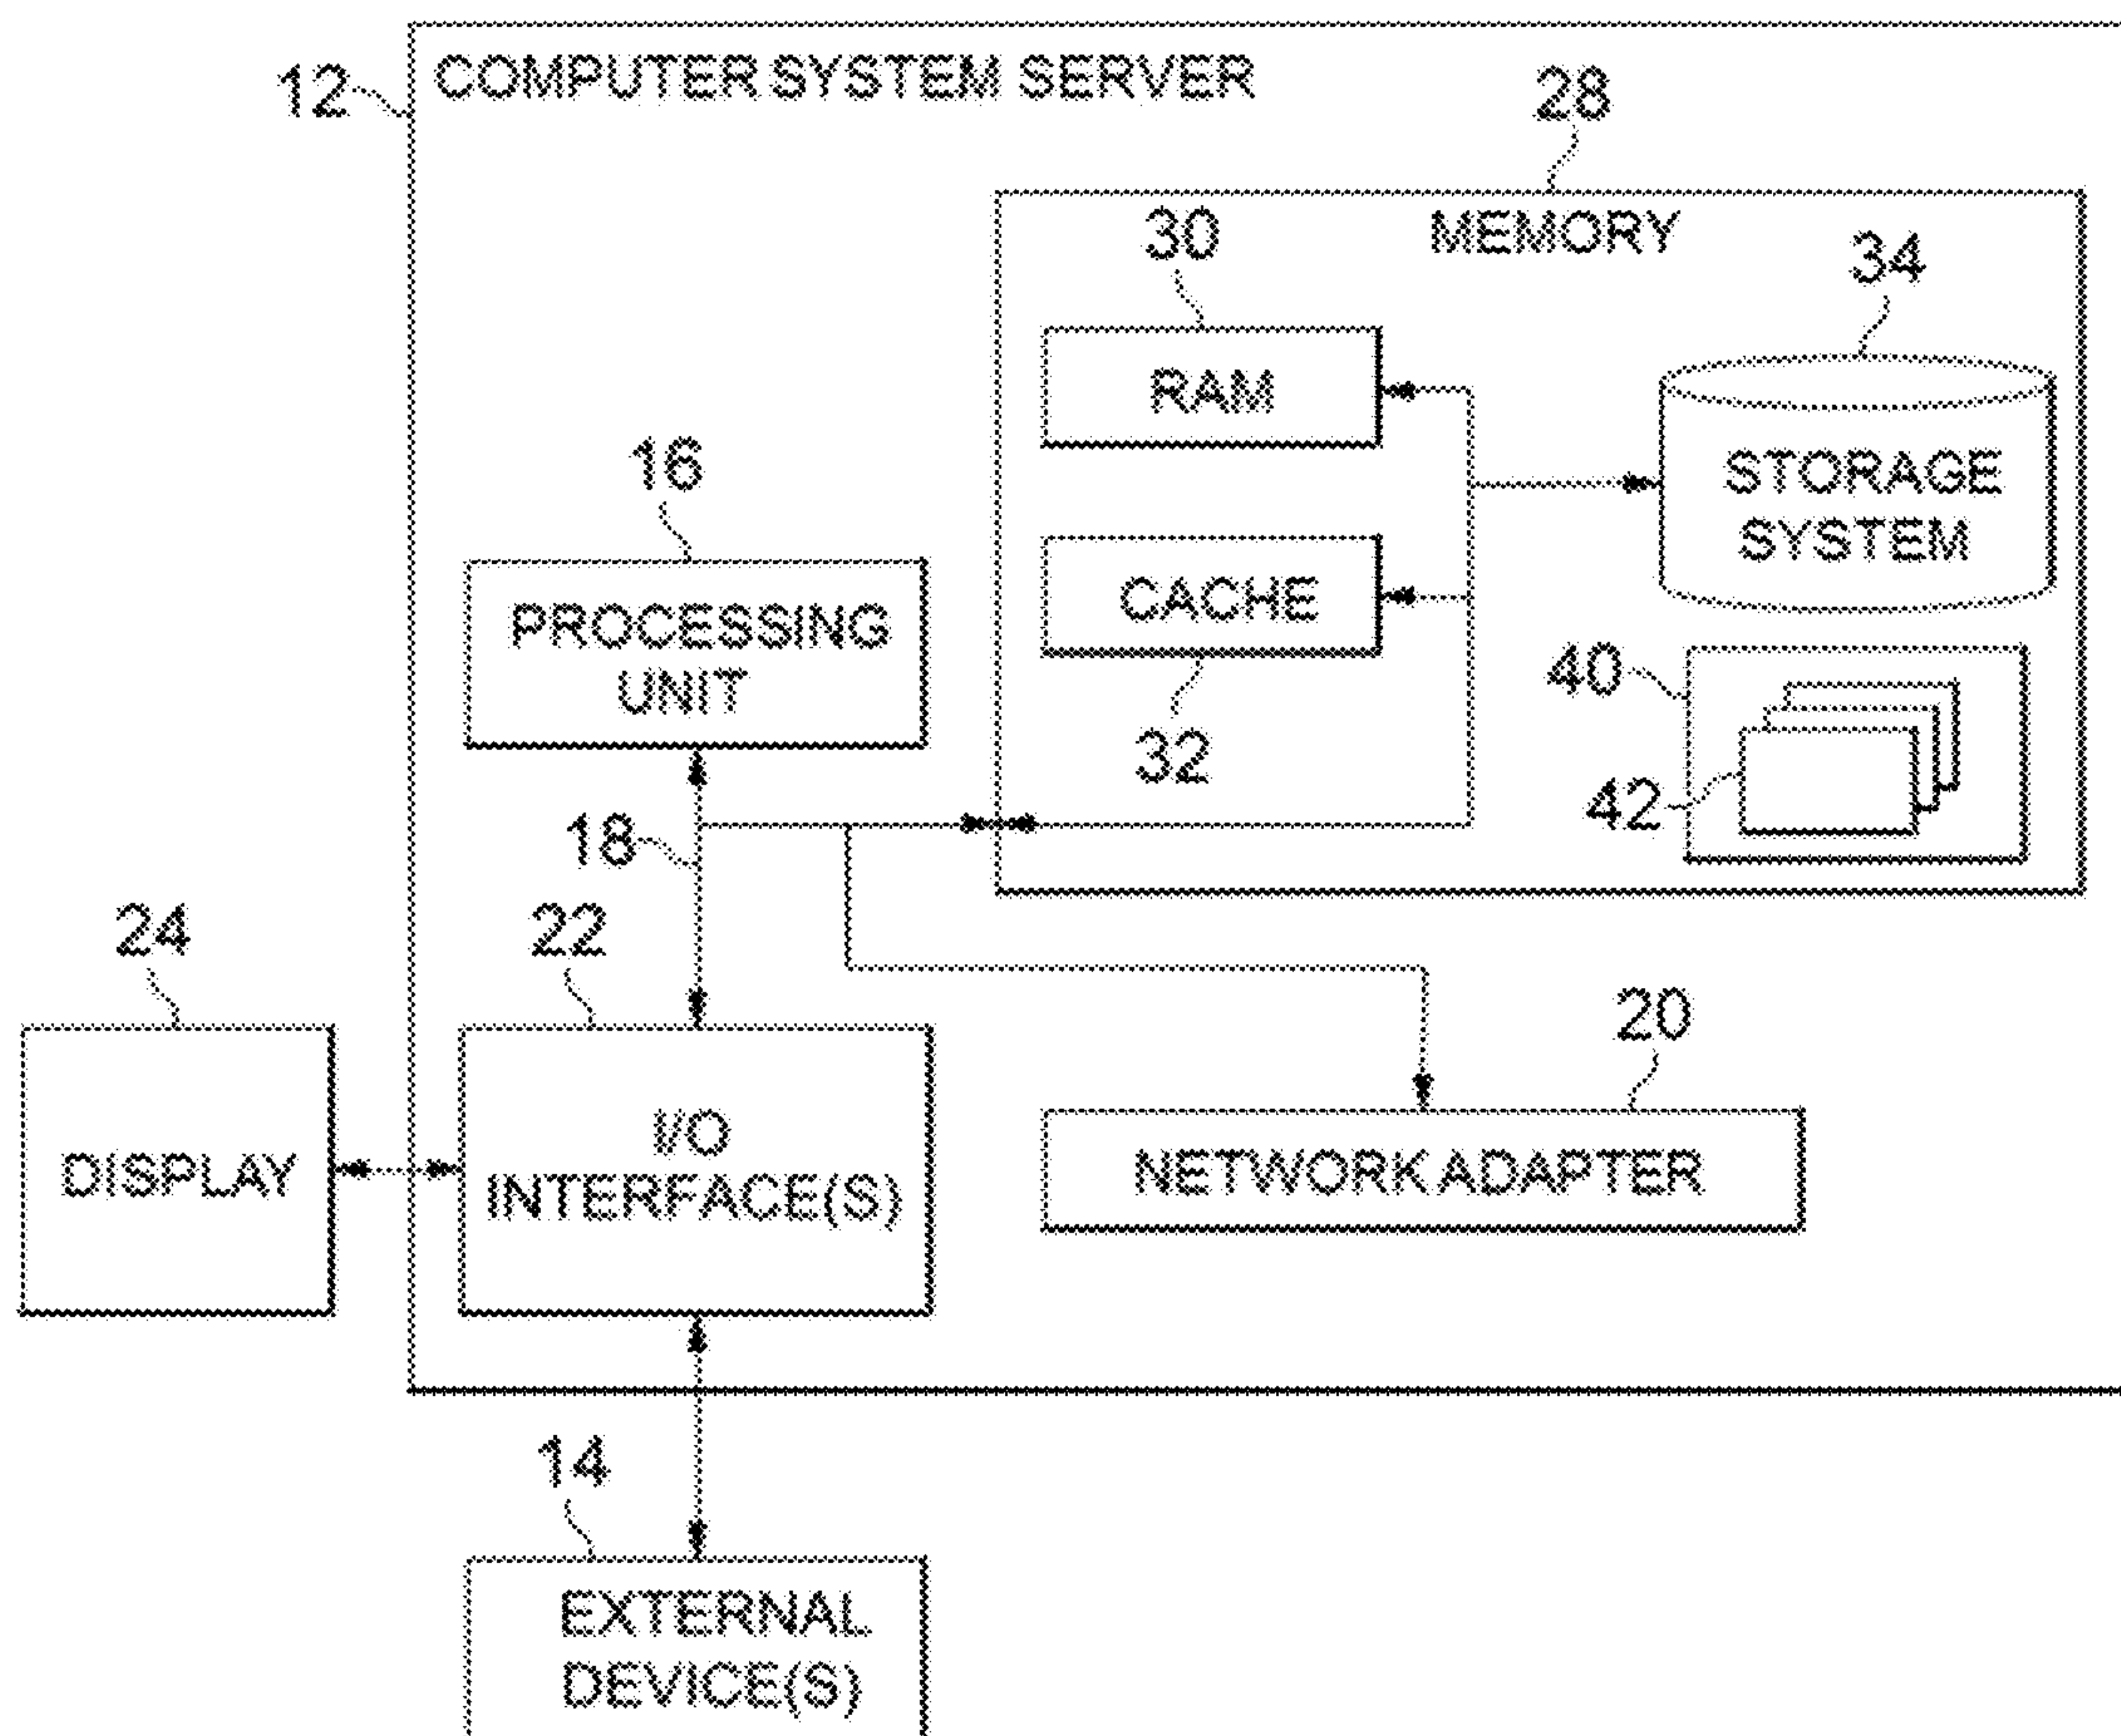 12
COMPUTER SYSTEM SERVER
28
MEMORY
30
34
RAM
16
STORAGE
SYSTEM
PROCESSING
UNIT
CACHE
32
40
42
18
24
22
20
DISPLAY
I/O
INTERFACE(S)
NETWORK ADAPTER
14
EXTERNAL
DEVICE(S)